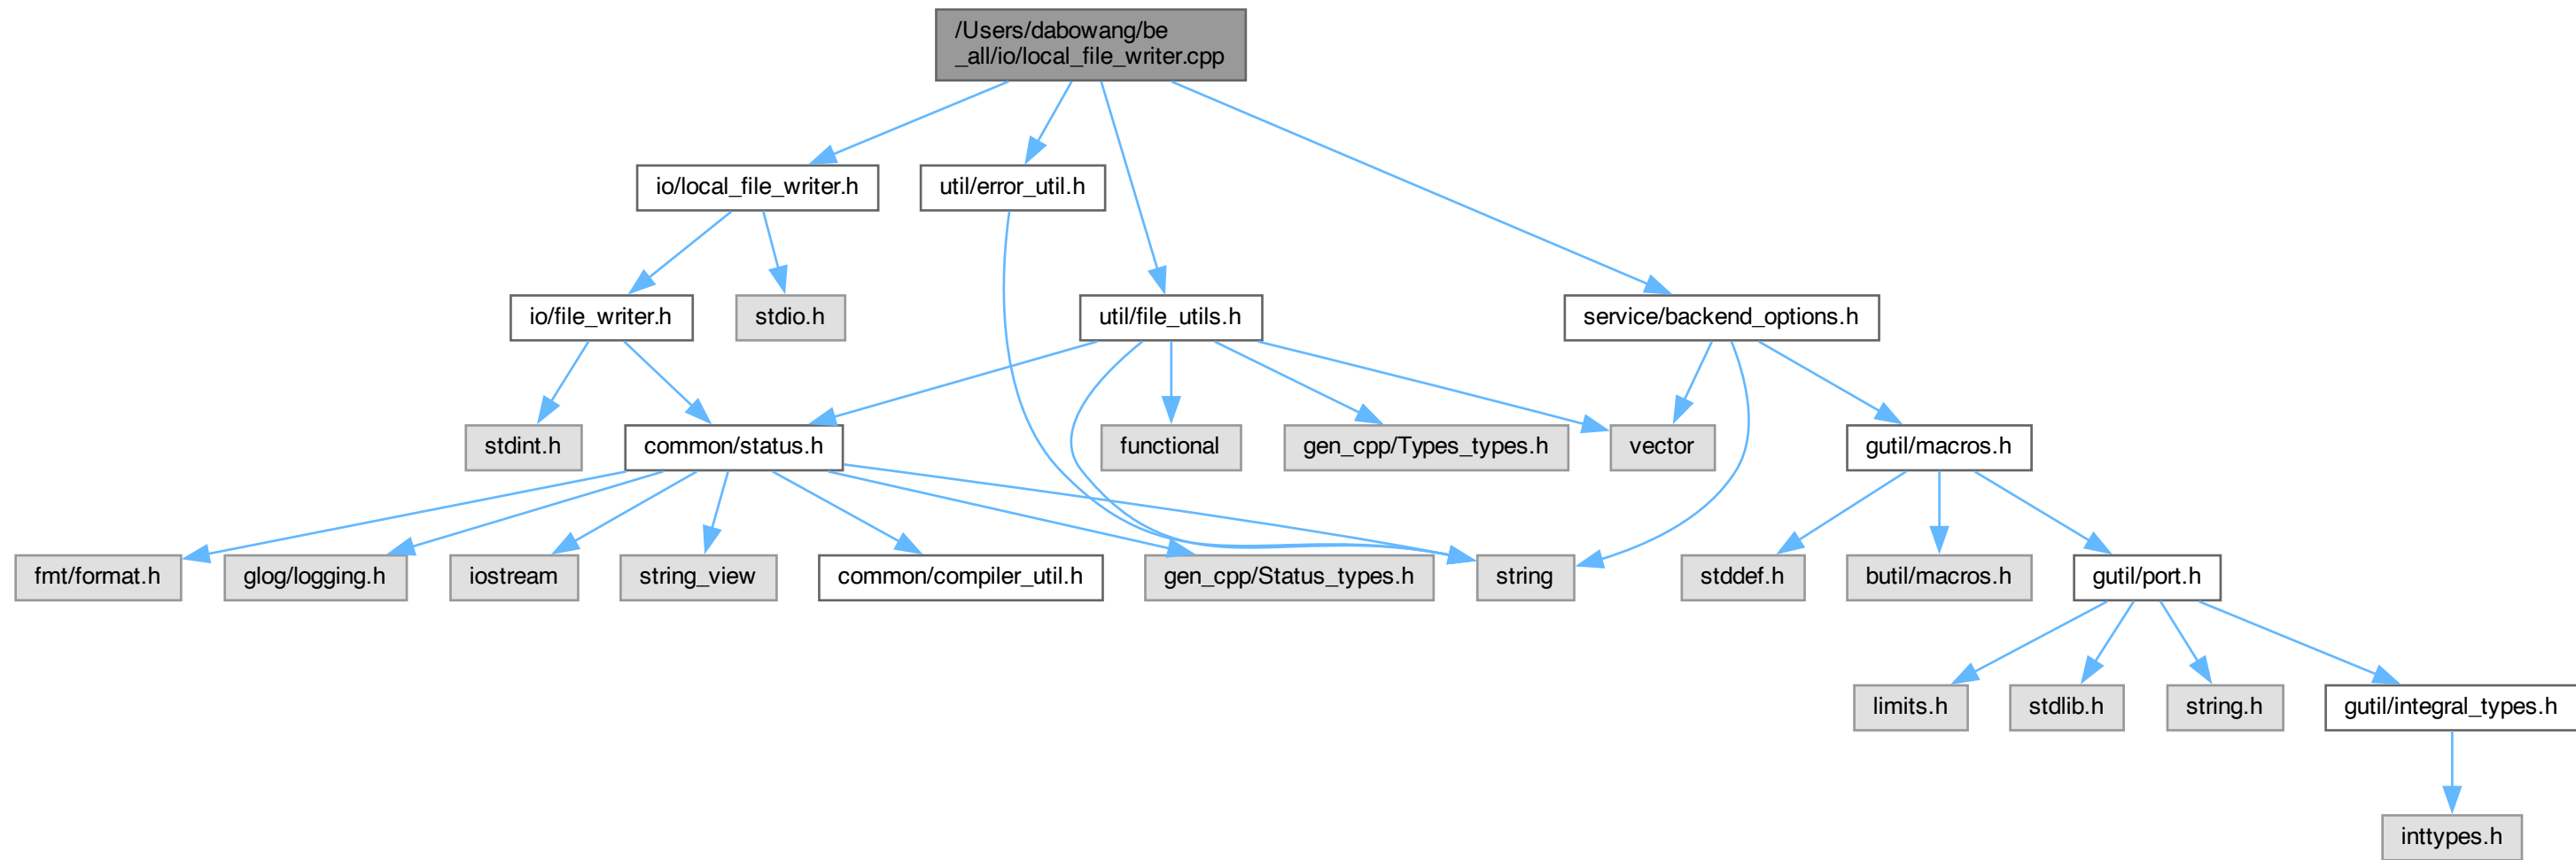 /Users/dabowang/be
_all/io/local_file_writer.cpp
io/local_file_writer.h
util/error_util.h
io/file_writer.h
stdio.h
util/file_utils.h
service/backend_options.h
stdint.h
common/status.h
functional
gen_cpp/Types_types.h
vector
gutil/macros.h
fmt/format.h
glog/logging.h
iostream
string_view
common/compiler_util.h
gen_cpp/Status_types.h
string
stddef.h
butil/macros.h
gutil/port.h
limits.h
stdlib.h
string.h
gutil/integral_types.h
inttypes.h